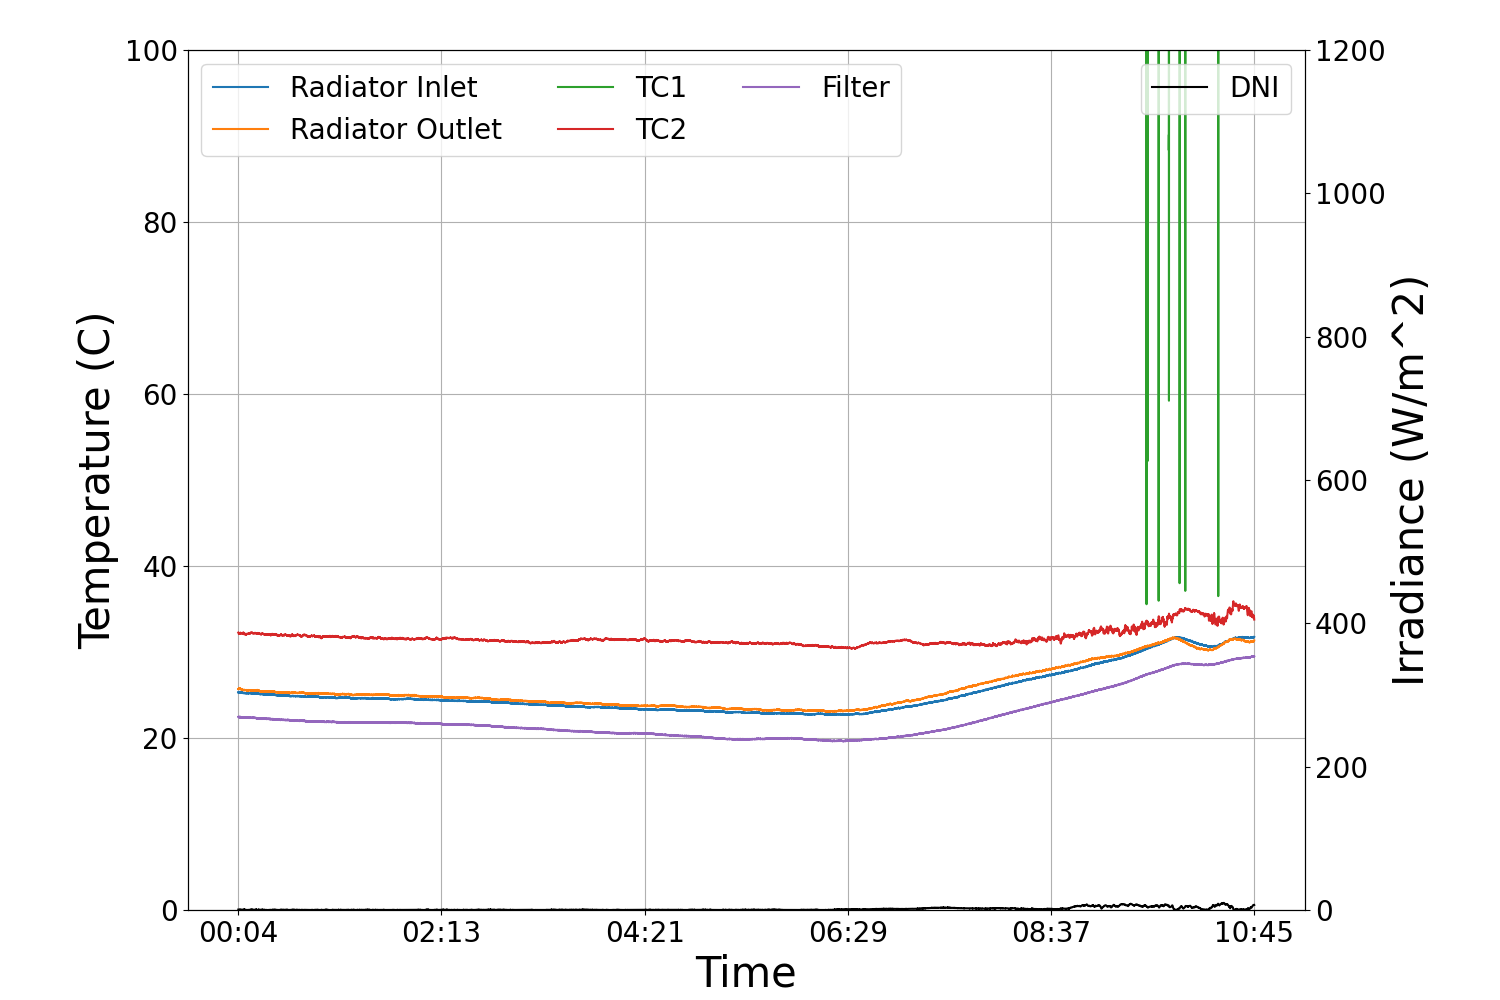 Radiator Inlet
Radiator Outlet
TC1
TC2
Filter
DNI
Temperature (C)
100
80
60
40
20
0
1200
1000
800
600
400
200
0
Irradiance (W/m^2)
00:04
02:13
04:21
06:29
08:37
10:45
Time